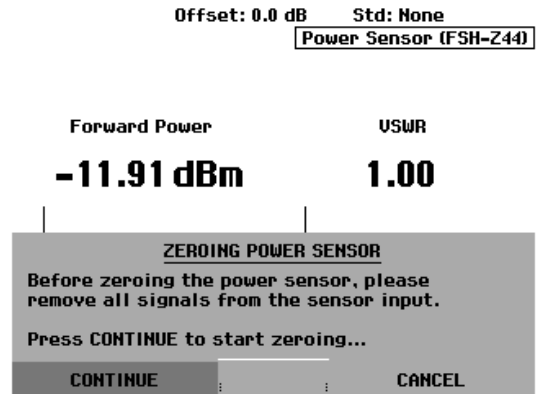 Offset: 0.0 dB Std: None
Power Sensor (FSH-Z44)
Forward Power VSWR
-11.91 dBm 1.00
ZEROING POWER SENSOR
Before zeroing the power sensor, please
remove all signals from the sensor input.
Press CONTINUE to start zeroing...
CONTINUE CANCEL